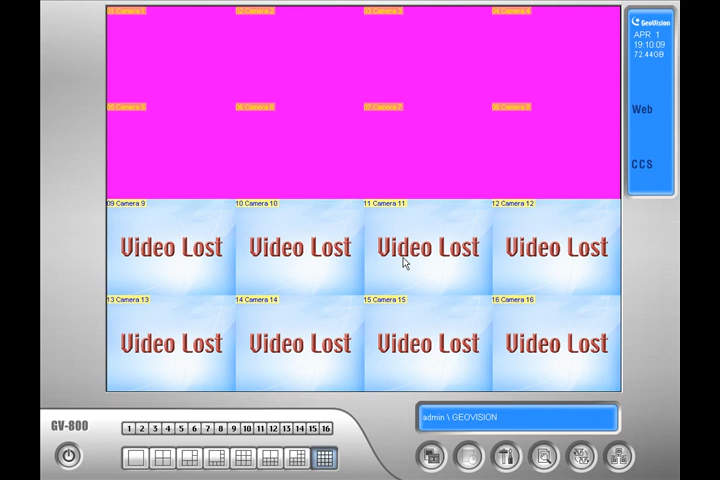 01 Camera 1 02 Camera 2 03 Camera 3 04 Camera 4
GeoVision
APR 1
19:10:09
72.44GB
05 Camera 5 06 Camera 6 07 Camera 7 08 Camera 8
Web
CCS
09 Camera 9 10 Camera 10 11 Camera 11 12 Camera 12
Video Lost Video Lost Video Lost Video Lost
13 Camera 13 14 Camera 14 15 Camera 15 16 Camera 16
Video Lost Video Lost Video Lost Video Lost
admin \ GEOVISION
GV-800
1 2 3 4 5 6 7 8 9 10 11 12 13 14 15 16